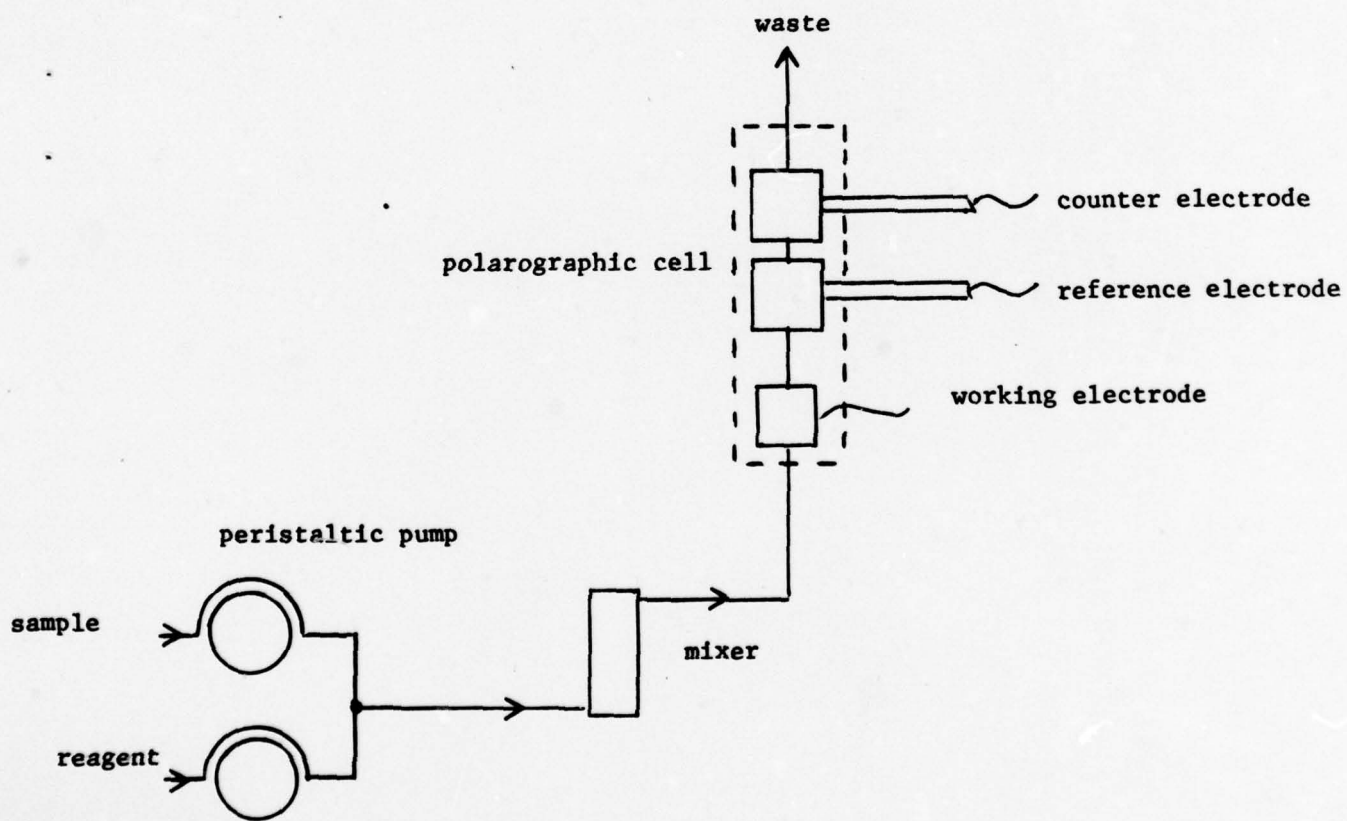 waste
counter electrode
polarographic cell
reference electrode
working electrode
peristaltic pump
sample
mixer
reagent